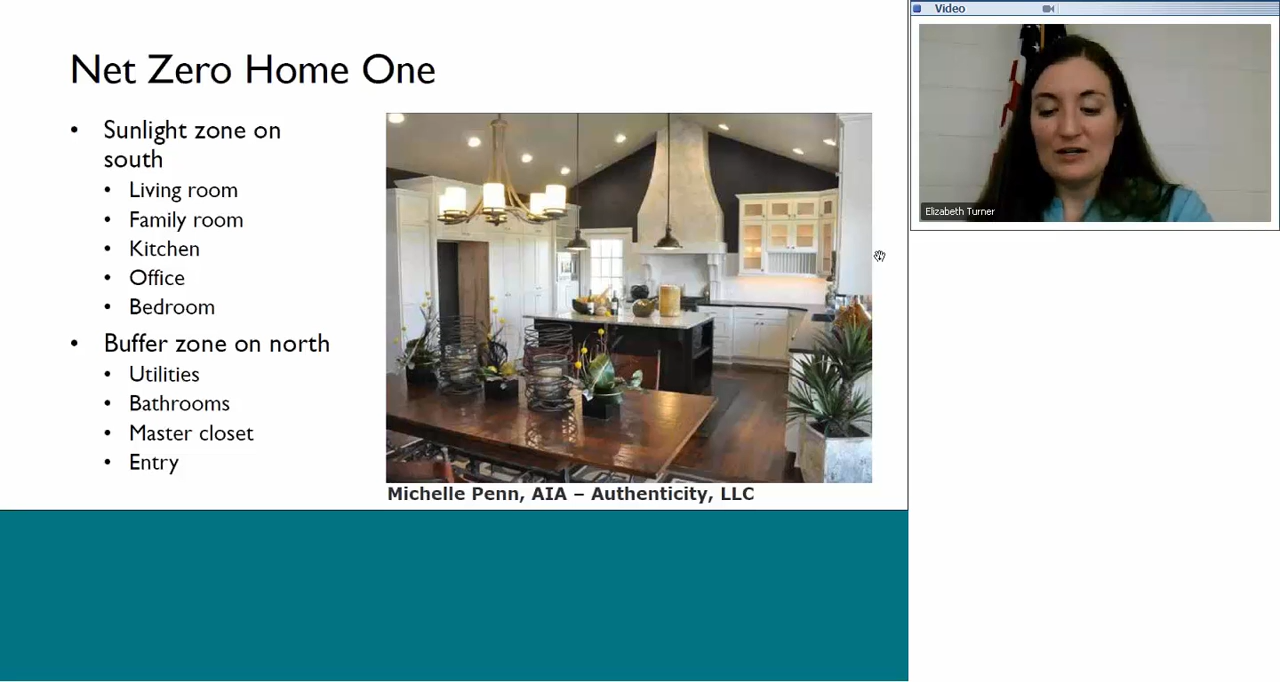 Net Zero Home One
• Sunlight zone on
south
• Living room
• Family room
• Kitchen
• Office
• Bedroom
• Buffer zone on north
• Utilities
• Bathrooms
• Master closet
• Entry
Michelle Penn, AIA – Authenticity, LLC
Video
Elizabeth Turner